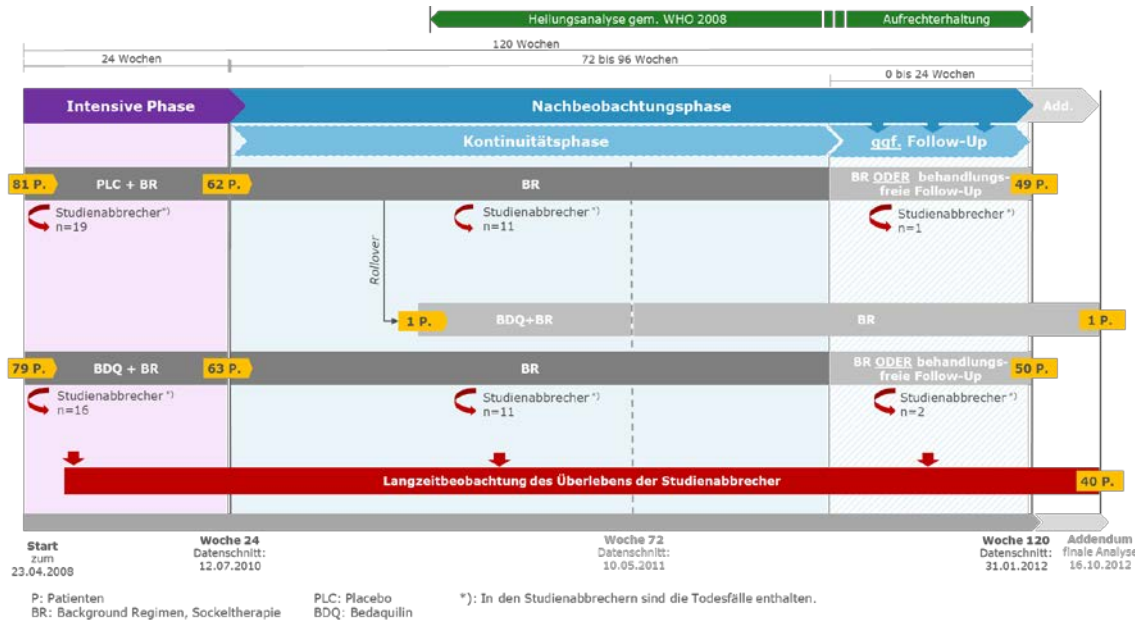 Heilungsanalyse gem. WHO 2008
Aufrechterhaltung
120 Wochen
24 Wochen
72 bis 96 Wochen
0 bis 24 Wochen
Intensive Phase
Nachbeobachtungsphase
Add.
Kontinuitätsphase
ggf. Follow-Up
81 P.
PLC + BR
62 P.
BR
BR ODER behandlungs-
freie Follow-Up
49 P.
Studienabbrecher*)
n=19
Studienabbrecher*)
n=11
Studienabbrecher*)
n=1
Rollover
1 P.
BDQ+BR
BR
1 P.
79 P.
BDQ + BR
63 P.
BR
BR ODER behandlungs-
freie Follow-Up
50 P.
Studienabbrecher*)
n=16
Studienabbrecher*)
n=11
Studienabbrecher*)
n=2
Langzeitbeobachtung des Überlebens der Studienabbrecher
40 P.
Start
zum
23.04.2008
Woche 24
Datenschnitt:
12.07.2010
Woche 72
Datenschnitt:
10.05.2011
Woche 120
Datenschnitt:
31.01.2012
Addendum
finale Analyse
16.10.2012
P: Patienten
PLC: Placebo
*): In den Studienabbrechern sind die Todesfälle enthalten.
BR: Background Regimen, Sockeltherapie
BDQ: Bedaquilin